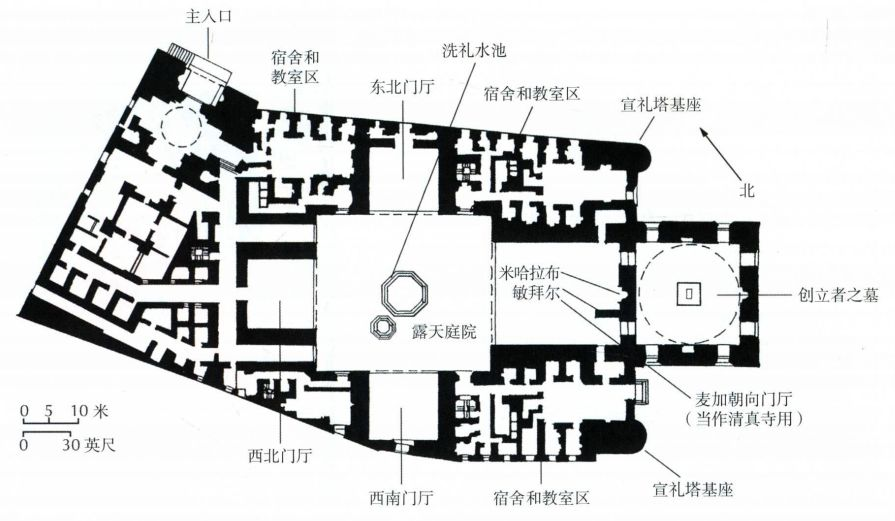 主入口
宿舍和
教室区
洗礼水池
东北门厅
宿舍和教室区
宣礼塔基座
北
米哈拉布
敏拜尔
创立者之墓
露天庭院
麦加朝向门厅
(当作清真寺用)
0 5 10 米
0 30 英尺
西北门厅
西南门厅
宿舍和教室区
宣礼塔基座